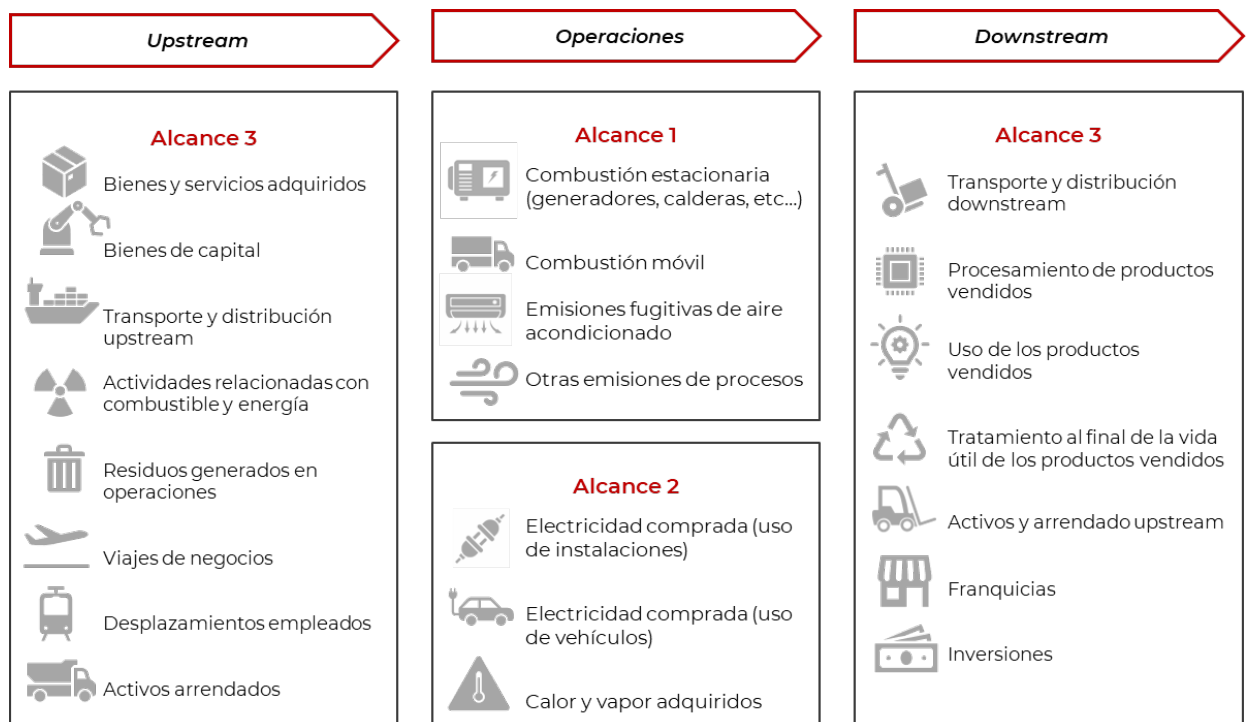 Upstream
Operaciones
Downstream
Alcance 3
Bienes y servicios adquiridos
Bienes de capital
Transporte y distribución
upstream
Actividades relacionadas con
combustible y energía
Residuos generados en
operaciones
Viajes de negocios
Desplazamientos empleados
Activos arrendados
Alcance 1
Combustión estacionaria
(generadores, calderas, etc...)
Combustión móvil
Emisiones fugitivas de aire
acondicionado
Otras emisiones de procesos
Alcance 2
Electricidad comprada (uso
de instalaciones)
Electricidad comprada (uso
de vehículos)
Calor y vapor adquiridos
Alcance 3
Transporte y distribución
downstream
Procesamiento de productos
vendidos
Uso de los productos
vendidos
Tratamiento al final de la vida
útil de los productos vendidos
Activos y arrendado upstream
Franquicias
Inversiones